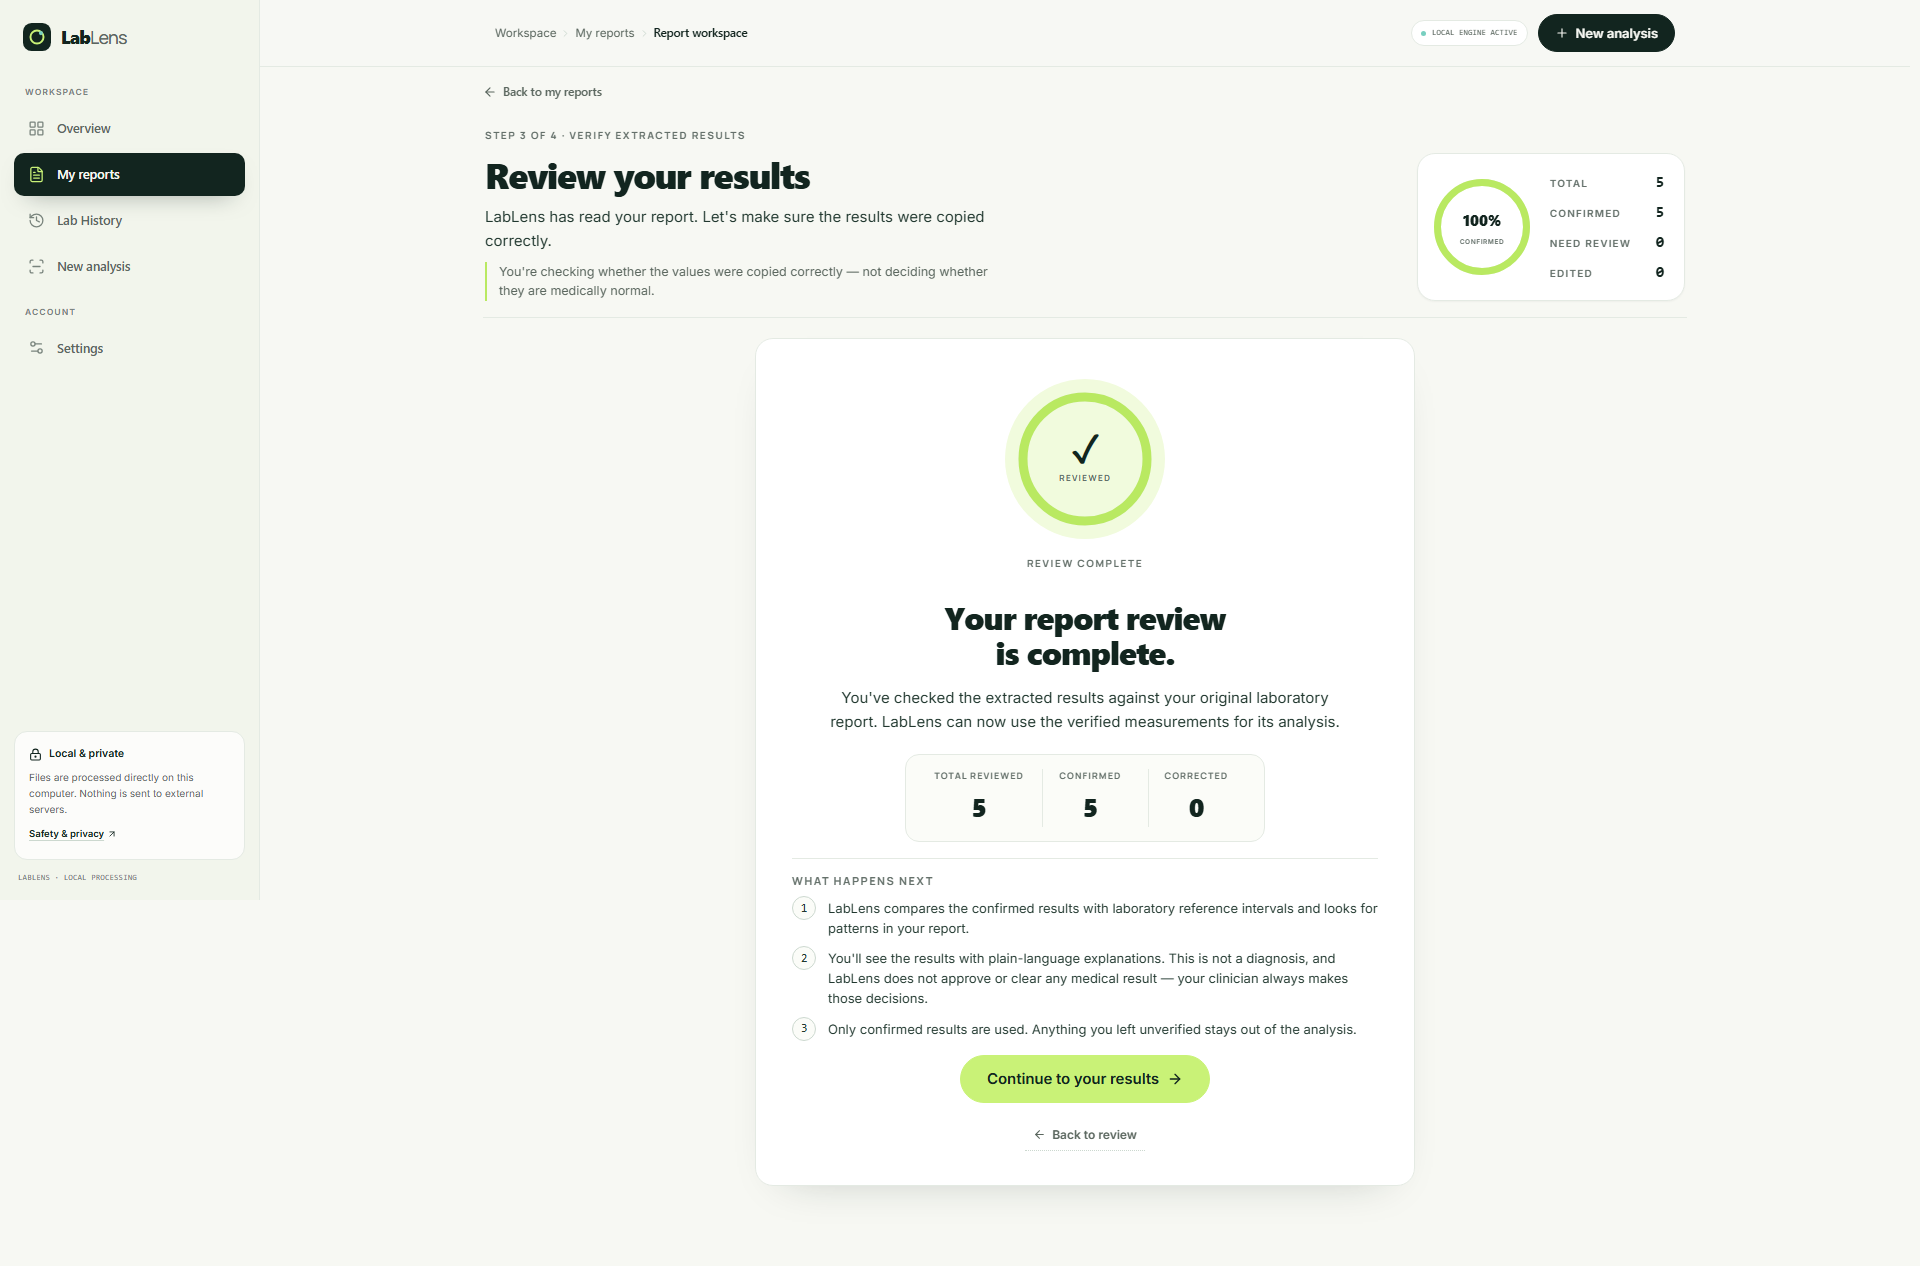 LabLens
WORKSPACE
Overview
My reports
Lab History
New analysis
ACCOUNT
Settings
Local & private
Files are processed directly on this
computer. Nothing is sent to external
servers.
Safety & privacy
LABLENS · LOCAL PROCESSING
Workspace › My reports › Report workspace
LOCAL ENGINE ACTIVE
+ New analysis
← Back to my reports
STEP 3 OF 4 · VERIFY EXTRACTED RESULTS
Review your results
LabLens has read your report. Let's make sure the results were copied
correctly.
You're checking whether the values were copied correctly — not deciding whether
they are medically normal.
100%
CONFIRMED
TOTAL 5
CONFIRMED 5
NEED REVIEW 0
EDITED 0
✓
REVIEWED
REVIEW COMPLETE
Your report review
is complete.
You've checked the extracted results against your original laboratory
report. LabLens can now use the verified measurements for its analysis.
TOTAL REVIEWED CONFIRMED CORRECTED
5 5 0
WHAT HAPPENS NEXT
1 LabLens compares the confirmed results with laboratory reference intervals and looks for
patterns in your report.
2 You'll see the results with plain-language explanations. This is not a diagnosis, and
LabLens does not approve or clear any medical result — your clinician always makes
those decisions.
3 Only confirmed results are used. Anything you left unverified stays out of the analysis.
Continue to your results →
← Back to review